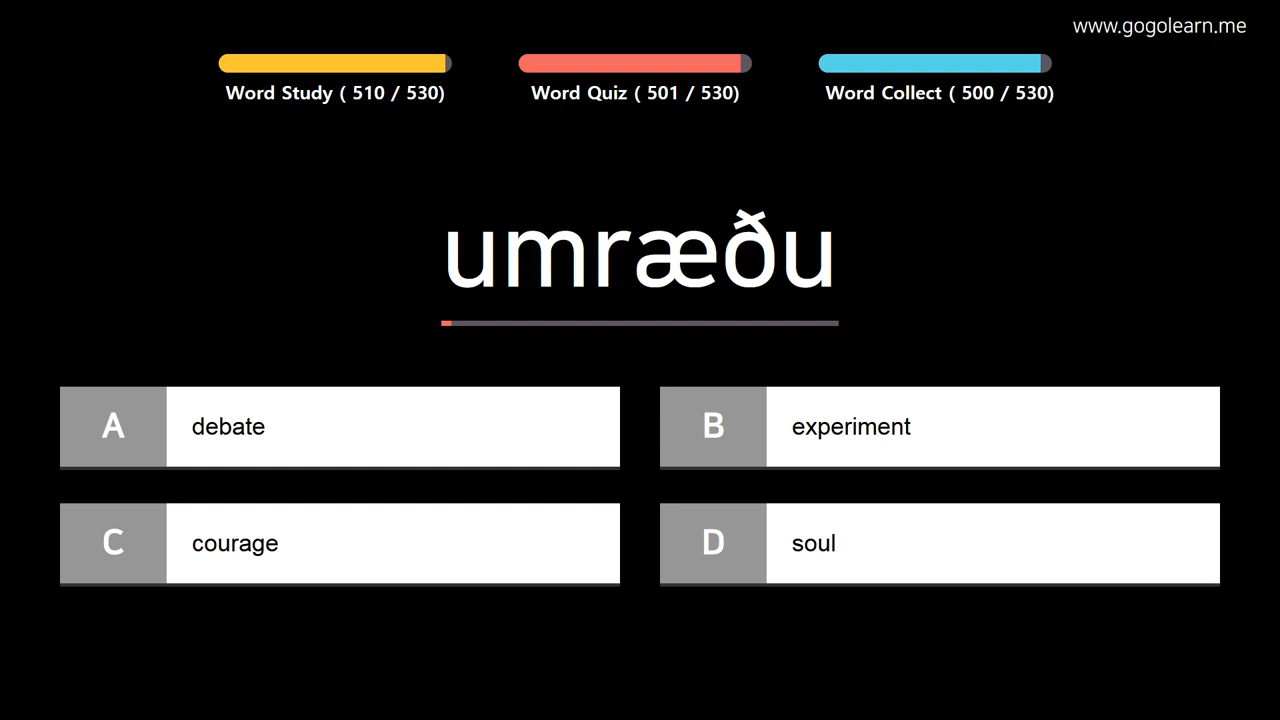 www.gogolearn.me
Word Study ( 510 / 530)
Word Quiz ( 501 / 530)
Word Collect ( 500 / 530)
umræðu
A debate
B experiment
C courage
D soul